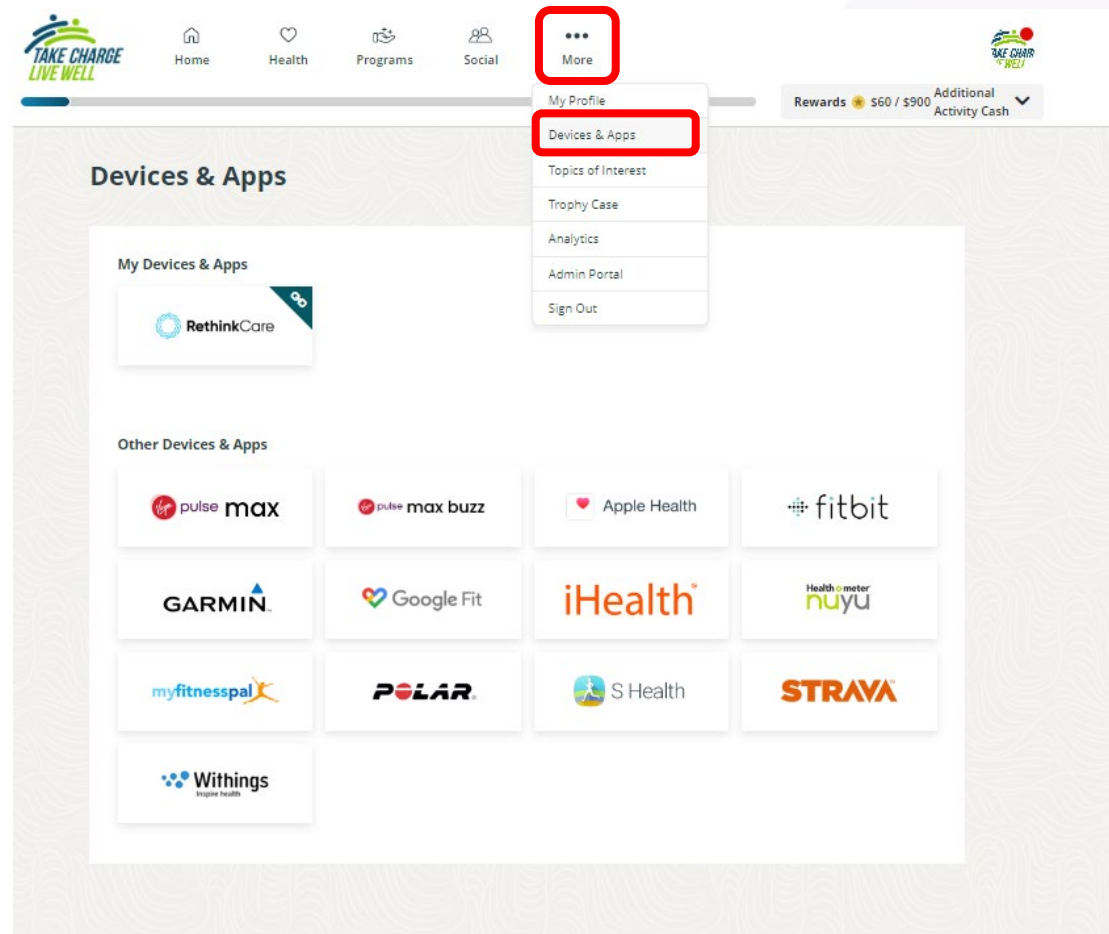 TAKE CHARGE
LIVE WELL
Home
Health
Programs
Social
More
My Profile
Devices & Apps
Topics of Interest
Trophy Case
Analytics
Admin Portal
Sign Out
Rewards $60 / $900 Additional
Activity Cash
Devices & Apps
My Devices & Apps
RethinkCare
Other Devices & Apps
pulse max
pulse max buzz
Apple Health
fitbit
GARMIN
Google Fit
iHealth
Health o meter
nuyu
myfitnesspal
POLAR
S Health
STRAVA
Withings
Inspire health